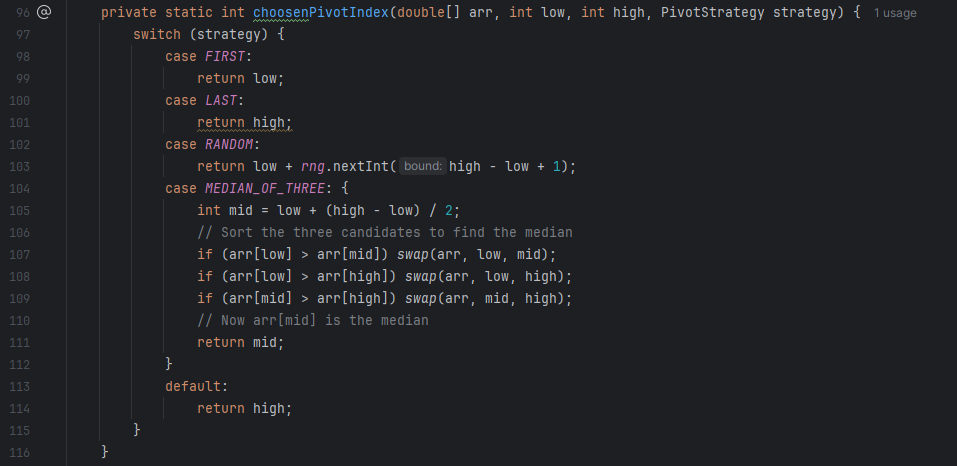 96 @ private static int choosenPivotIndex(double[] arr, int low, int high, PivotStrategy strategy) { 1 usage
97 switch (strategy) {
98 case FIRST:
99 return low;
100 case LAST:
101 return high;
102 case RANDOM:
103 return low + rng.nextInt( bound: high - low + 1);
104 case MEDIAN_OF_THREE: {
105 int mid = low + (high - low) / 2;
106 // Sort the three candidates to find the median
107 if (arr[low] > arr[mid]) swap(arr, low, mid);
108 if (arr[low] > arr[high]) swap(arr, low, high);
109 if (arr[mid] > arr[high]) swap(arr, mid, high);
110 // Now arr[mid] is the median
111 return mid;
112 }
113 default:
114 return high;
115 }
116 }